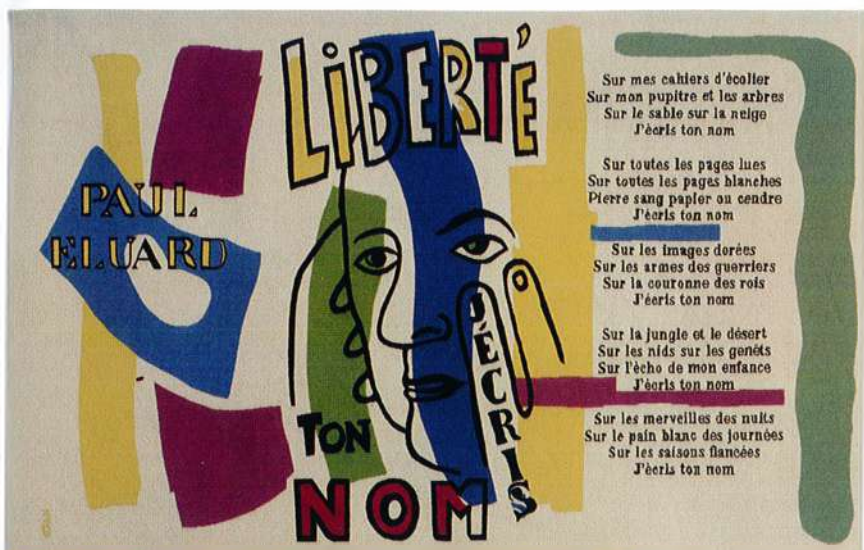 PAUL
ELUARD
LiBERTÉ
J'ECRIS
TON
NOM
Sur mes cahiers d'écolier
Sur mon pupitre et les arbres
Sur le sable sur la neige
J'écris ton nom
Sur toutes les pages lues
Sur toutes les pages blanches
Pierre sang papier ou cendre
J'écris ton nom
Sur les images dorées
Sur les armes des guerriers
Sur la couronne des rois
J'écris ton nom
Sur la jungle et le désert
Sur les nids sur les genêts
Sur l'écho de mon enfance
J'écris ton nom
Sur les merveilles des nuits
Sur le pain blanc des journées
Sur les saisons fiancées
J'écris ton nom